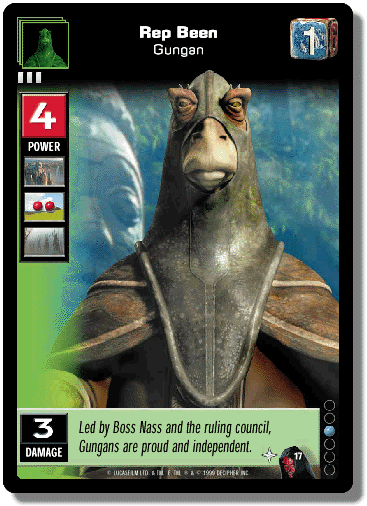 Rep Been
Gungan
1
4
POWER
3
DAMAGE
Led by Boss Nass and the ruling council,
Gungans are proud and independent.
17
© LUCASFILM LTD. & TM. E. TM, ® & © 1999 DECIPHER INC.